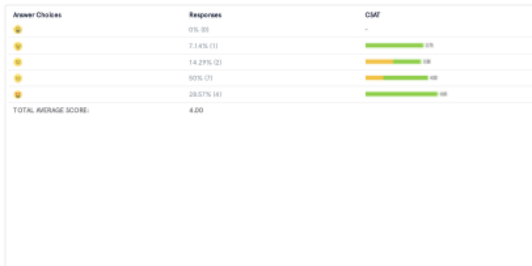 Answer Choices Responses CSAT
0% (0) -
7.14% (1)
14.29% (2)
50% (7)
28.57% (4)
TOTAL AVERAGE SCORE: 4.00